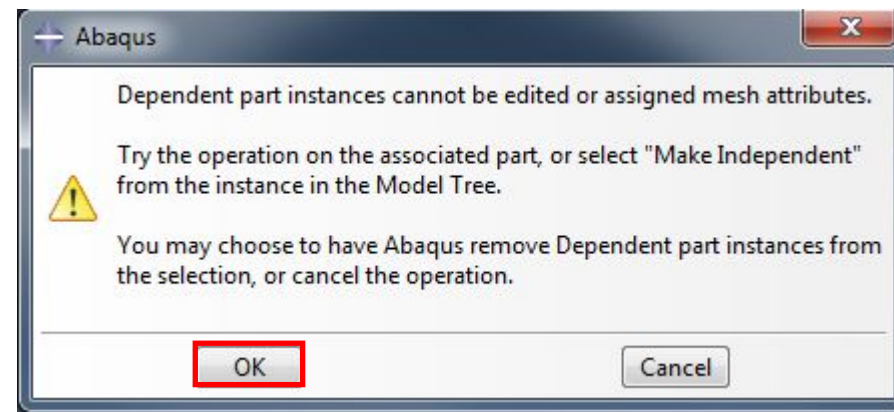 Abaqus
Dependent part instances cannot be edited or assigned mesh attributes.
Try the operation on the associated part, or select "Make Independent"
from the instance in the Model Tree.
You may choose to have Abaqus remove Dependent part instances from
the selection, or cancel the operation.
OK
Cancel